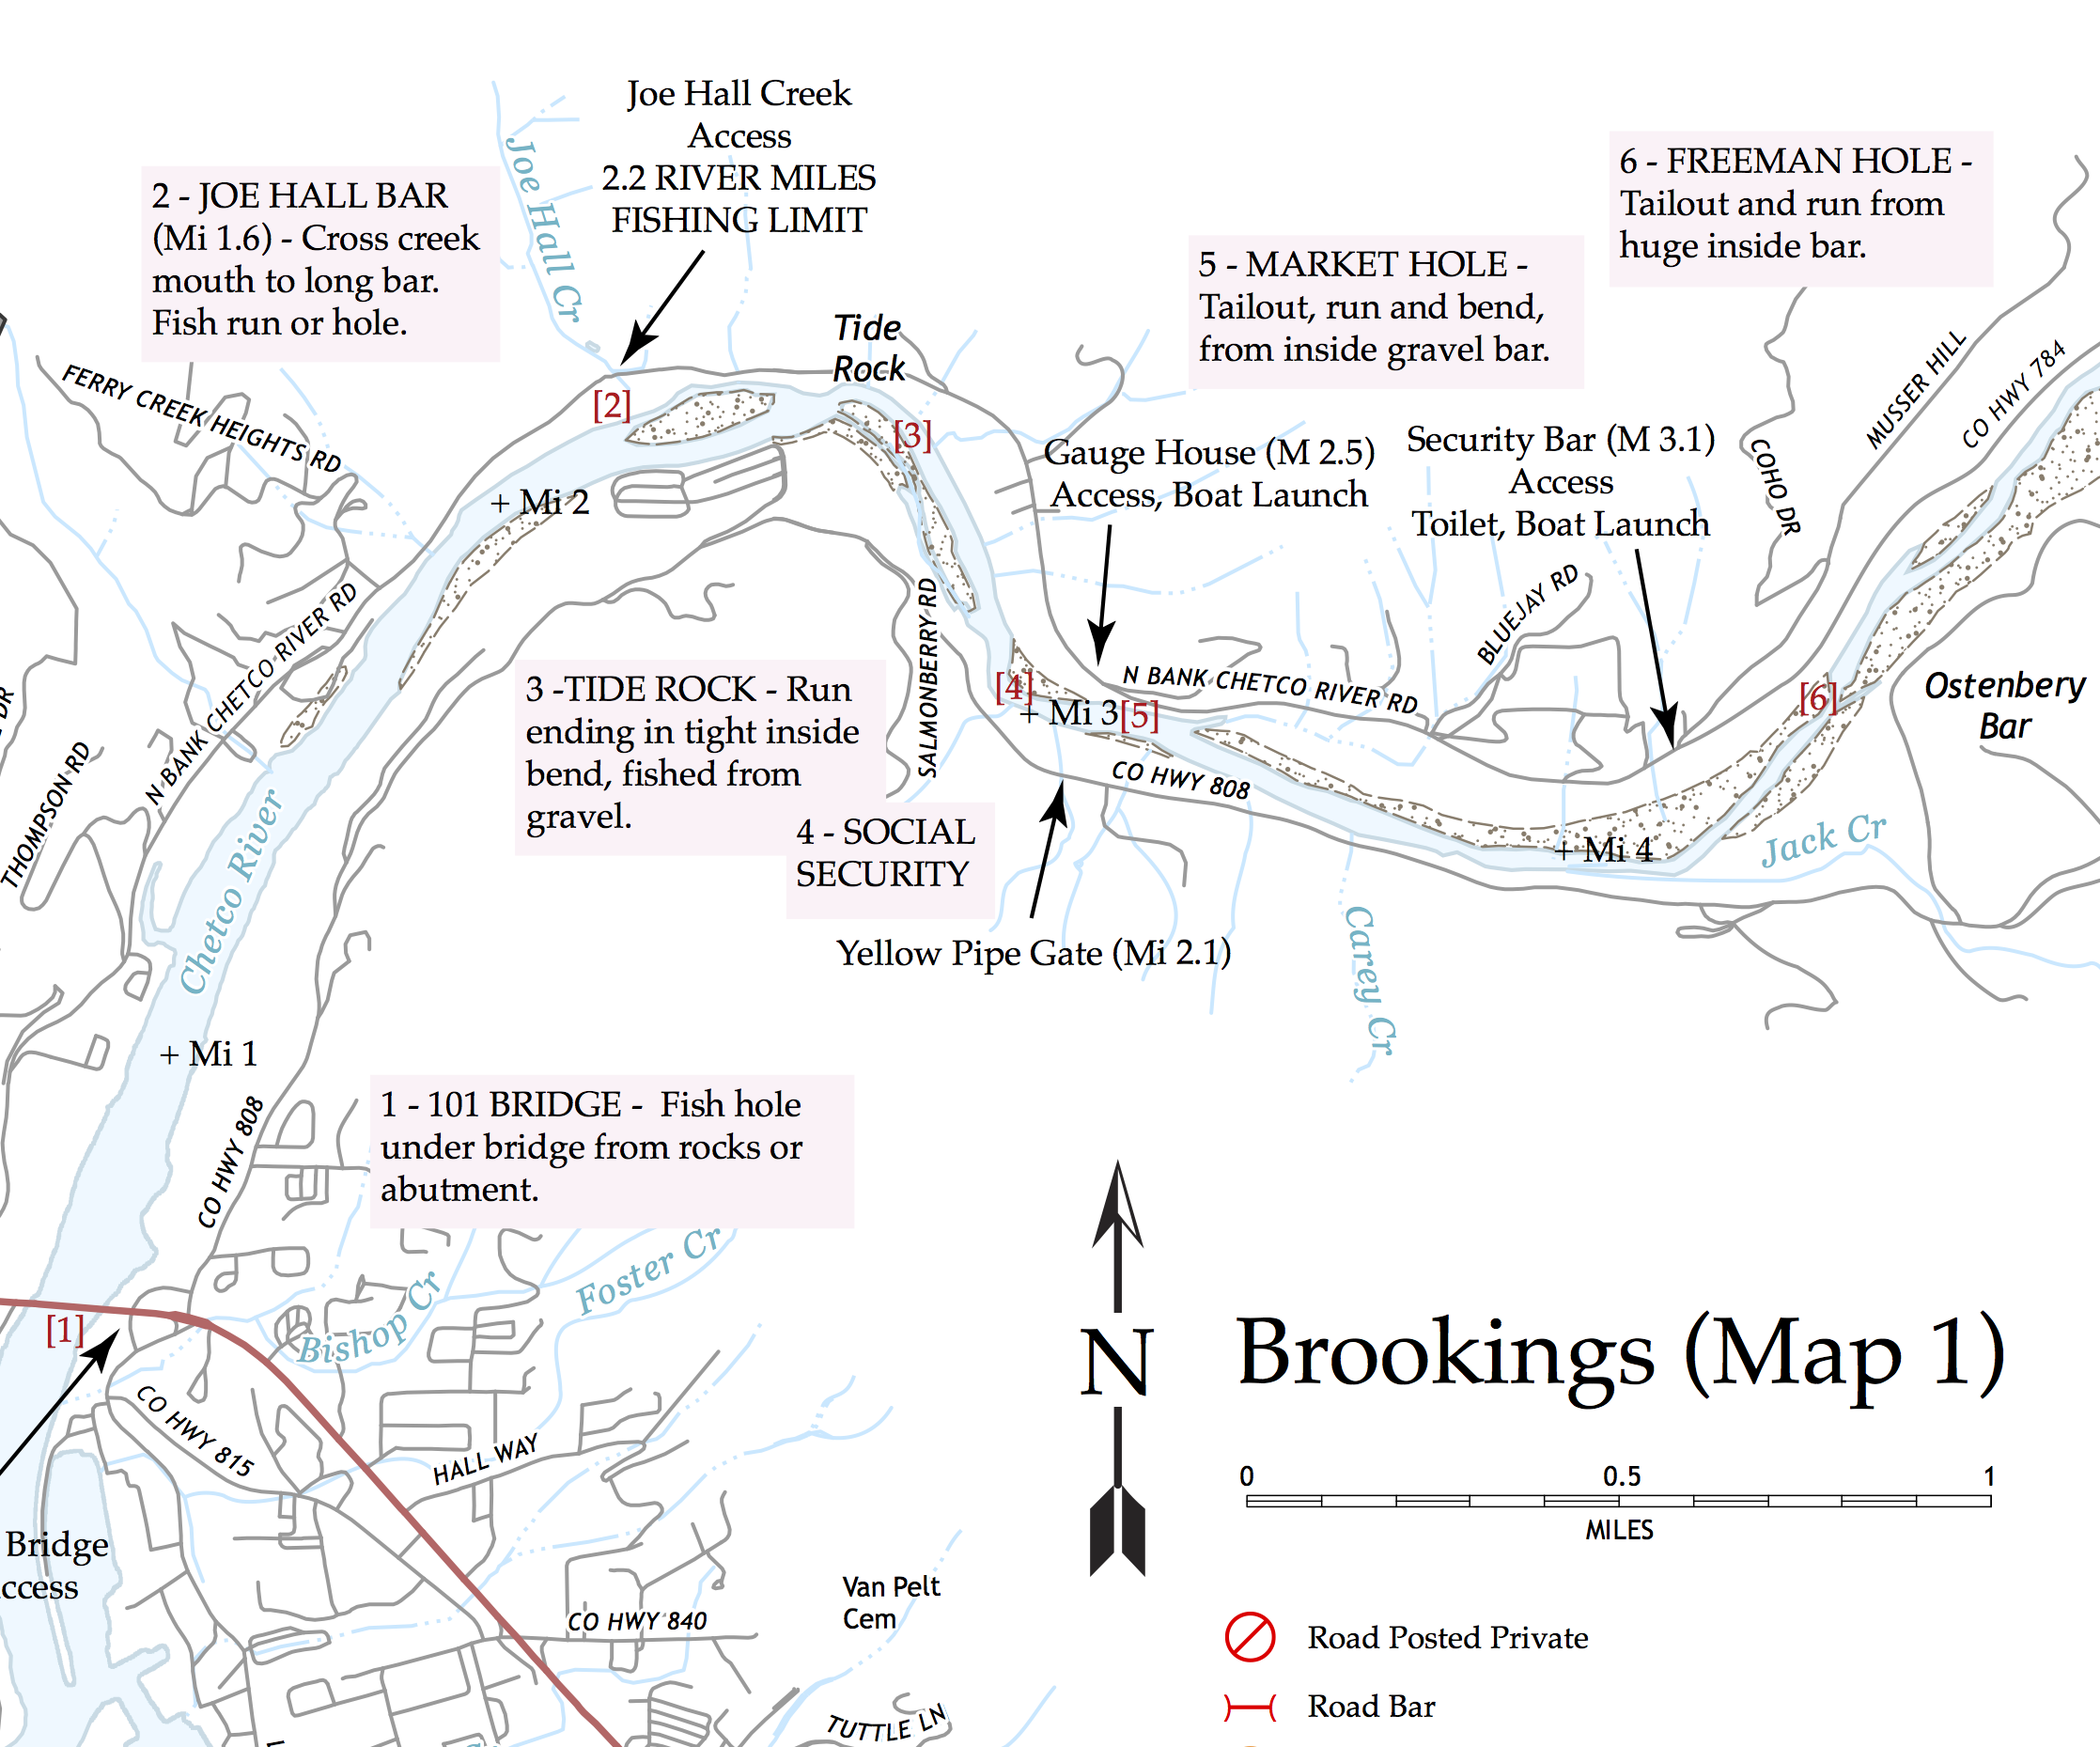 Joe Hall Creek
Access
2.2 RIVER MILES
FISHING LIMIT
2 - JOE HALL BAR
(Mi 1.6) - Cross creek
mouth to long bar.
Fish run or hole.
Joe Hall Cr
6 - FREEMAN HOLE -
Tailout and run from
huge inside bar.
5 - MARKET HOLE -
Tailout, run and bend,
from inside gravel bar.
Tide
Rock
FERRY CREEK HEIGHTS RD
[2]
[3]
+ Mi 2
Gauge House (M 2.5)
Access, Boat Launch
Security Bar (M 3.1)
Access
Toilet, Boat Launch
COHO DR
MUSSER HILL
CO HWY 784
N BANK CHETCO RIVER RD
SALMONBERRY RD
BLUEJAY RD
3 -TIDE ROCK - Run
ending in tight inside
bend, fished from
gravel.
[4]
+ Mi 3
[5]
N BANK CHETCO RIVER RD
[6]
Ostenbery
Bar
DR
THOMPSON RD
CO HWY 808
4 - SOCIAL
SECURITY
+ Mi 4
Jack Cr
Chetco River
Yellow Pipe Gate (Mi 2.1)
Carey Cr
+ Mi 1
CO HWY 808
1 - 101 BRIDGE - Fish hole
under bridge from rocks or
abutment.
Foster Cr
Bishop Cr
[1]
N
Brookings (Map 1)
CO HWY 815
HALL WAY
0 0.5 1
MILES
Bridge
ccess
Van Pelt
Cem
CO HWY 840
Road Posted Private
Road Bar
TUTTLE LN